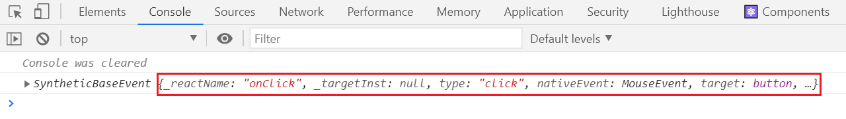 Elements Console Sources Network Performance Memory Application Security Lighthouse Components
top Filter Default levels
Console was cleared
SyntheticBaseEvent {_reactName: "onClick", _targetInst: null, type: "click", nativeEvent: MouseEvent, target: button, …}